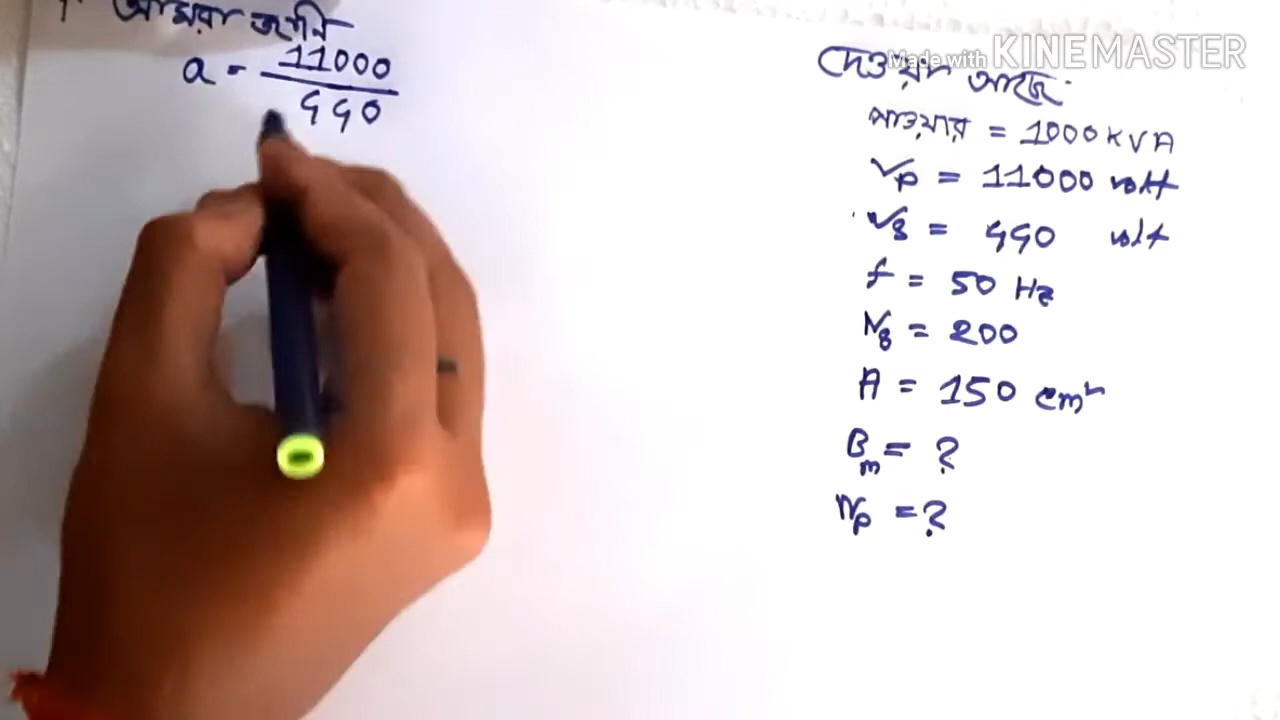 আমরা জানি
a = 11000
440
Made with KINEMASTER
দেওয়া আছে
পাওয়ার = 1000 KVA
Vp = 11000 volt
Vs = 440 volt
f = 50 Hz
Ns = 200
A = 150 cm²
Bm = ?
Np = ?